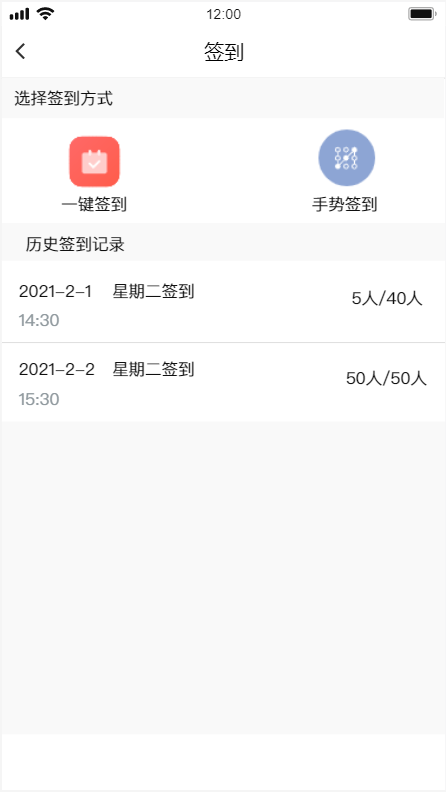 12:00
签到
选择签到方式
一键签到 手势签到
历史签到记录
2021-2-1 星期二签到 5人/40人
14:30
2021-2-2 星期二签到 50人/50人
15:30